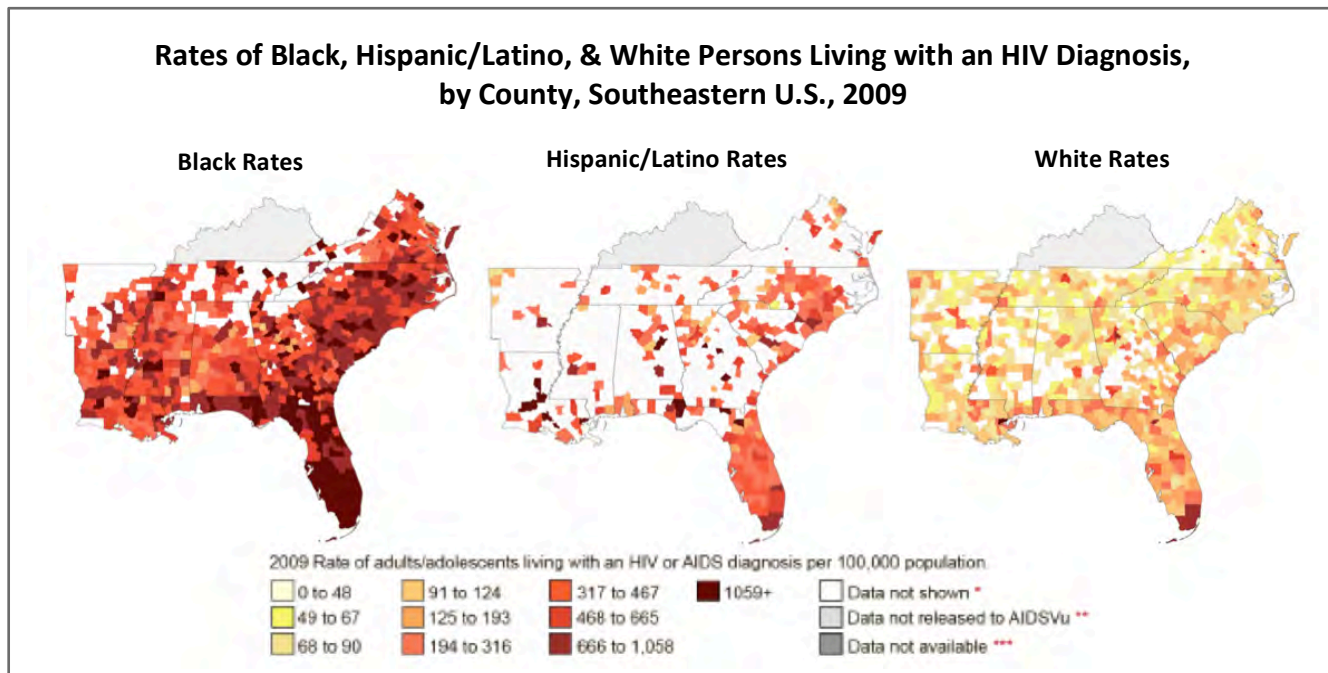 Rates of Black, Hispanic/Latino, & White Persons Living with an HIV Diagnosis,
by County, Southeastern U.S., 2009
Black Rates
Hispanic/Latino Rates
White Rates
2009 Rate of adults/adolescents living with an HIV or AIDS diagnosis per 100,000 population.
0 to 48
91 to 124
317 to 467
1059+
Data not shown *
49 to 67
125 to 193
468 to 665
Data not released to AIDSVu **
68 to 90
194 to 316
666 to 1,058
Data not available ***